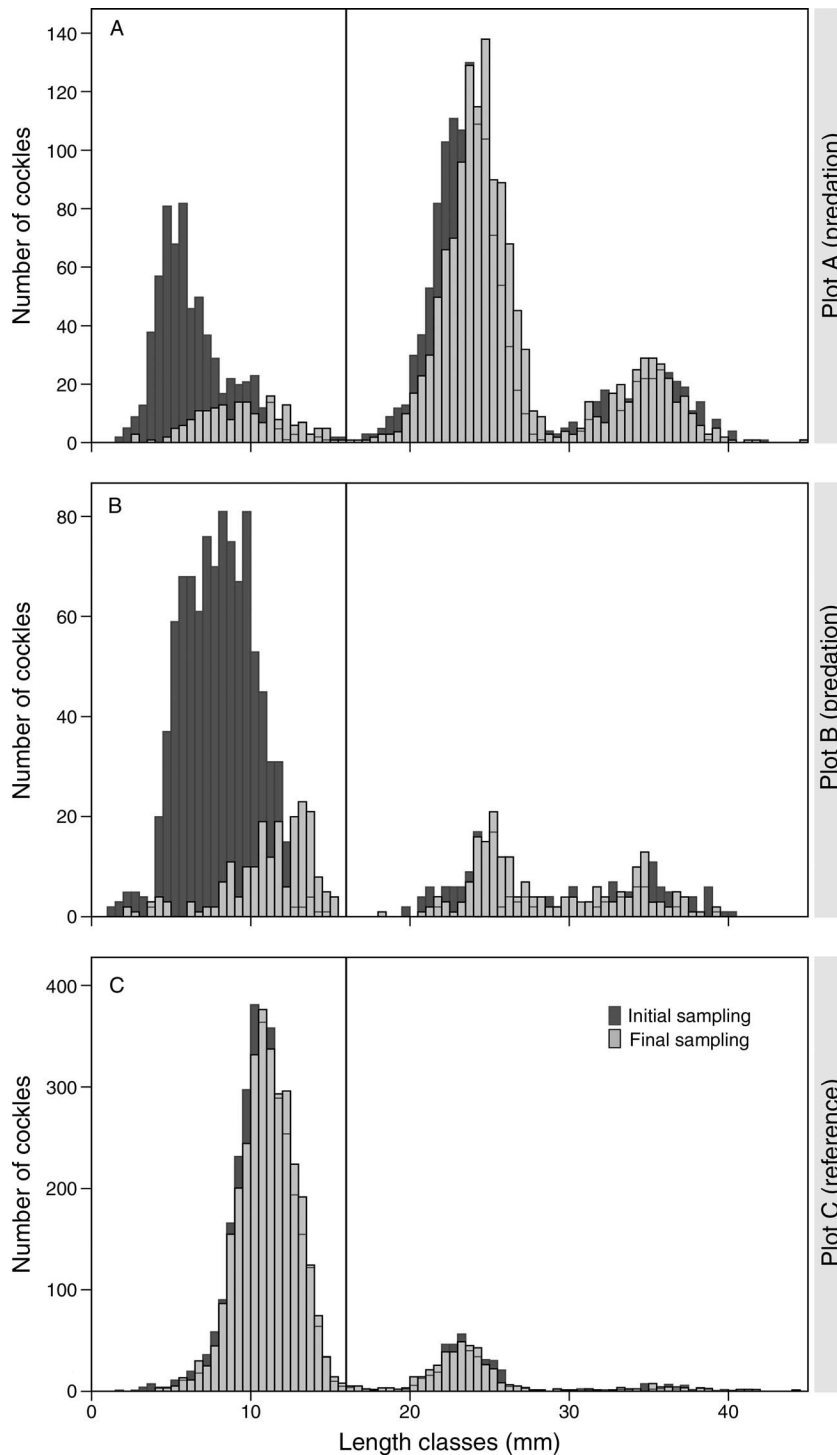 A
140
120
100
80
60
40
20
0
Number of cockles
Plot A (predation)
B
80
60
40
20
0
Number of cockles
Plot B (predation)
C
400
300
200
100
0
Number of cockles
Initial sampling
Final sampling
Plot C (reference)
0 10 20 30 40
Length classes (mm)